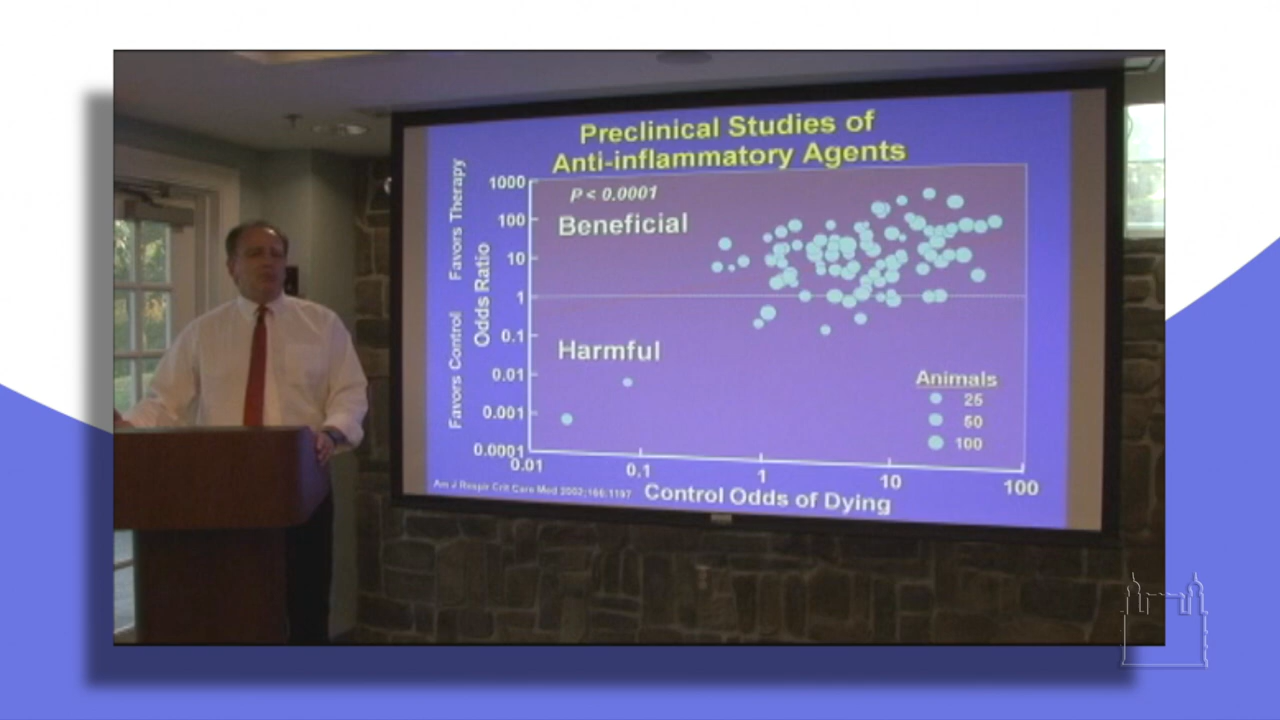 Preclinical Studies of
Anti-inflammatory Agents
Favors Therapy
Favors Control
Odds Ratio
1000
100
10
1
0.1
0.01
0.001
0.0001
P < 0.0001
Beneficial
Harmful
Animals
25
50
100
0.01
0.1
1
10
100
Control Odds of Dying
Am J Respir Crit Care Med 2002;166:1197